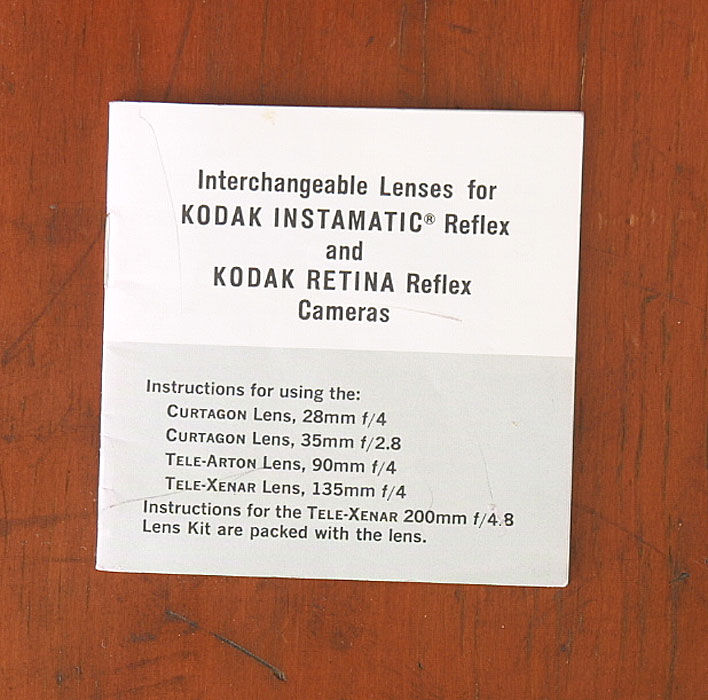 Interchangeable Lenses for
KODAK INSTAMATIC® Reflex
and
KODAK RETINA Reflex
Cameras
Instructions for using the:
CURTAGON Lens, 28mm f/4
CURTAGON Lens, 35mm f/2.8
TELE-ARTON Lens, 90mm f/4
TELE-XENAR Lens, 135mm f/4
Instructions for the TELE-XENAR 200mm f/4.8
Lens Kit are packed with the lens.